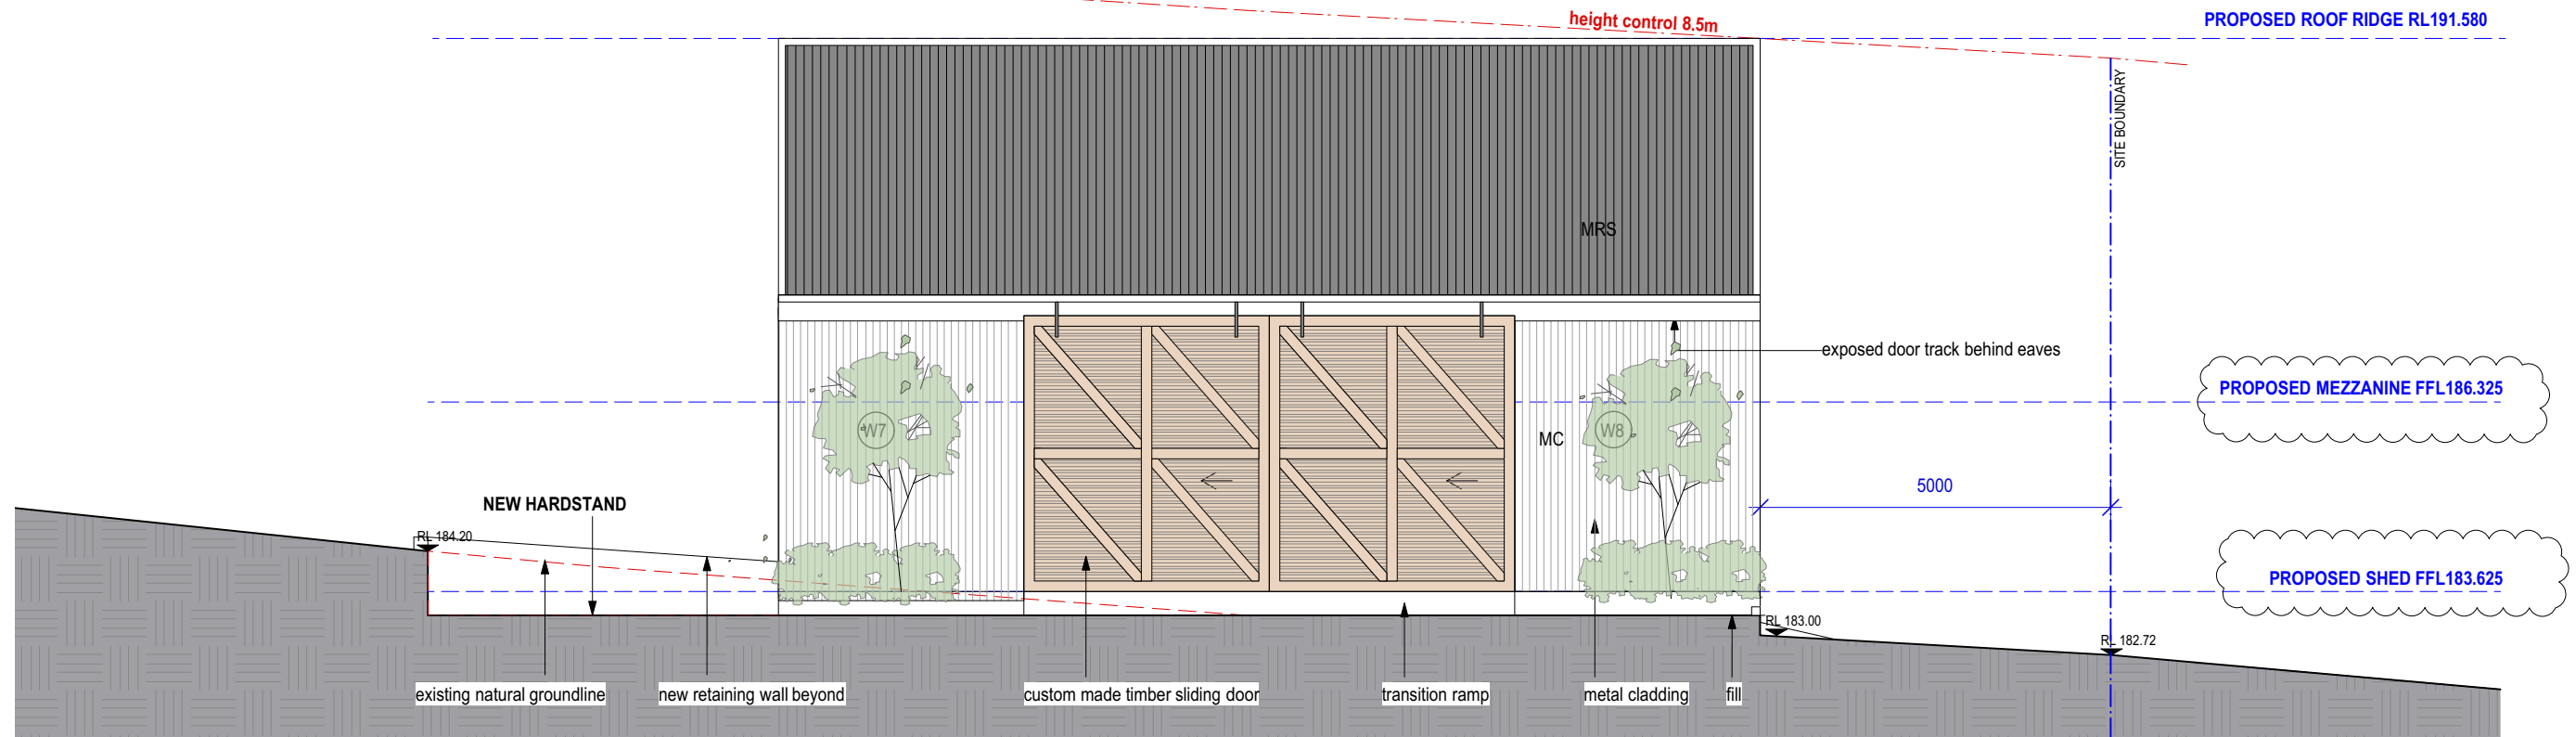 height control 8.5m
PROPOSED ROOF RIDGE RL191.580
SITE BOUNDARY
MRS
exposed door track behind eaves
PROPOSED MEZZANINE FFL186.325
W7
MC
W8
5000
NEW HARDSTAND
RL 184.20
PROPOSED SHED FFL183.625
RL 183.00
RL 182.72
existing natural groundline
new retaining wall beyond
custom made timber sliding door
transition ramp
metal cladding
fill